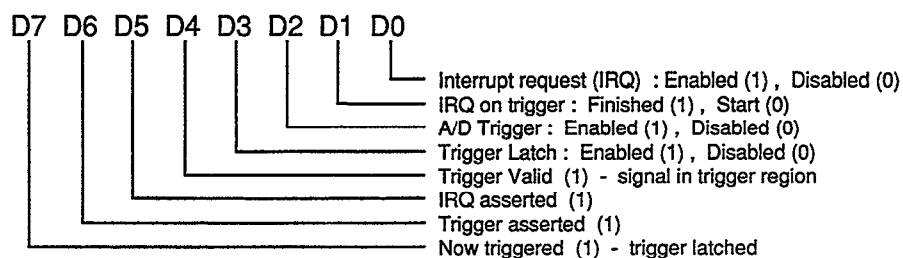 D7 D6 D5 D4 D3 D2 D1 D0
Interrupt request (IRQ) : Enabled (1) , Disabled (0)
IRQ on trigger : Finished (1) , Start (0)
A/D Trigger : Enabled (1) , Disabled (0)
Trigger Latch : Enabled (1) , Disabled (0)
Trigger Valid (1) - signal in trigger region
IRQ asserted (1)
Trigger asserted (1)
Now triggered (1) - trigger latched